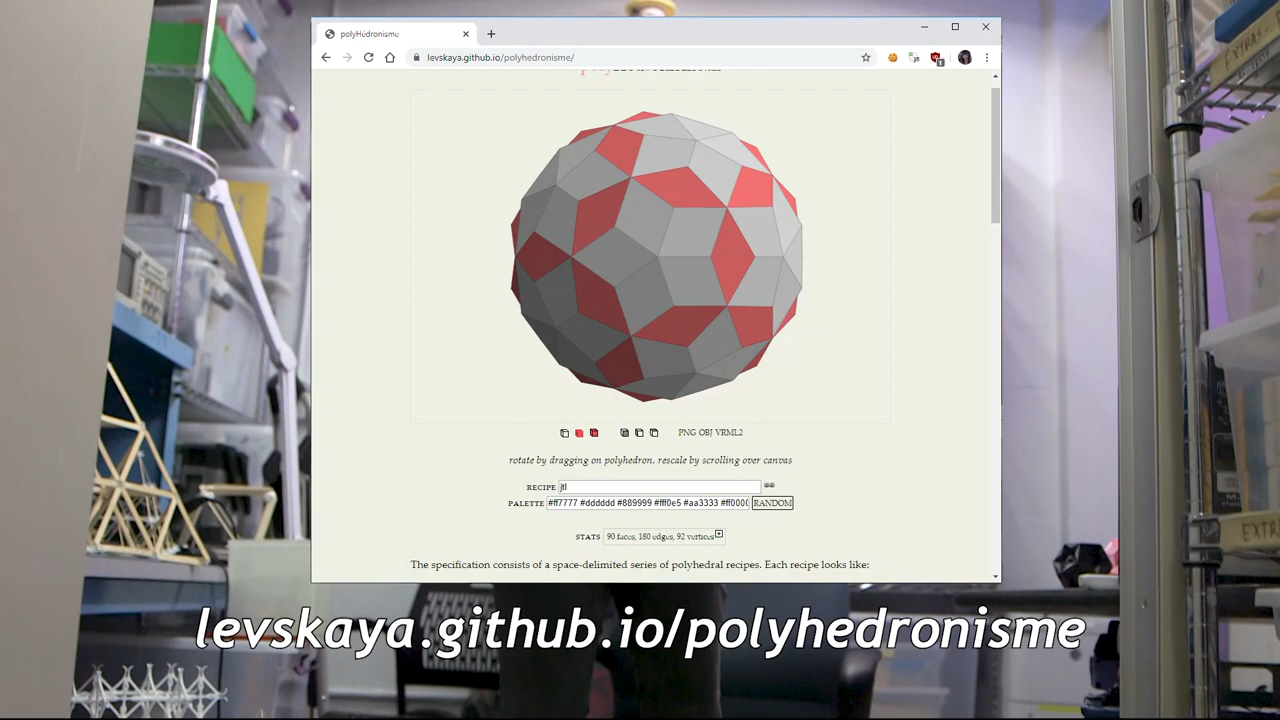 polyHédronisme
levskaya.github.io/polyhedronisme/
PNG OBJ VRML2
rotate by dragging on polyhedron, rescale by scrolling over canvas
RECIPE jtI
PALETTE #ff7777 #dddddd #889999 #fff0e5 #aa3333 #ff0000 RANDOM
STATS 90 faces, 180 edges, 92 vertices
The specification consists of a space-delimited series of polyhedral recipes. Each recipe looks like:
levskaya.github.io/polyhedronisme
EXTRAS